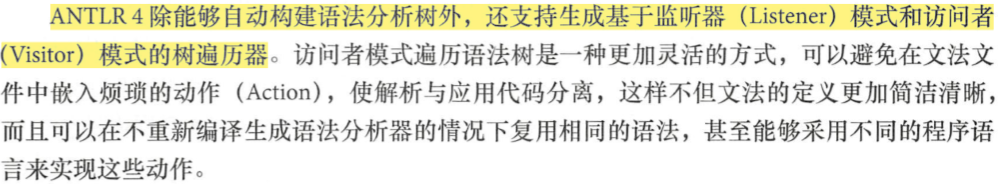 ANTLR 4 除能够自动构建语法分析树外，还支持生成基于监听器（Listener）模式和访问者
(Visitor）模式的树遍历器。访问者模式遍历语法树是一种更加灵活的方式，可以避免在文法文
件中嵌入烦琐的动作（Action），使解析与应用代码分离，这样不但文法的定义更加简洁清晰，
而且可以在不重新编译生成语法分析器的情况下复用相同的语法，甚至能够采用不同的程序语
言来实现这些动作。